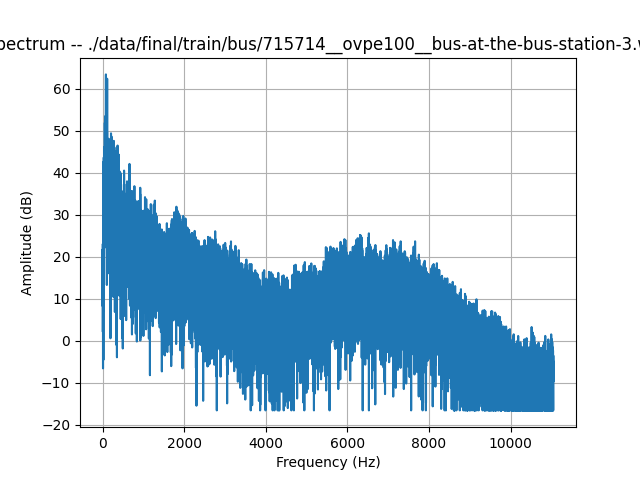 pectrum -- ./data/final/train/bus/715714__ovpe100__bus-at-the-bus-station-3.w
60
50
40
30
20
10
0
−10
−20
Amplitude (dB)
0 2000 4000 6000 8000 10000
Frequency (Hz)